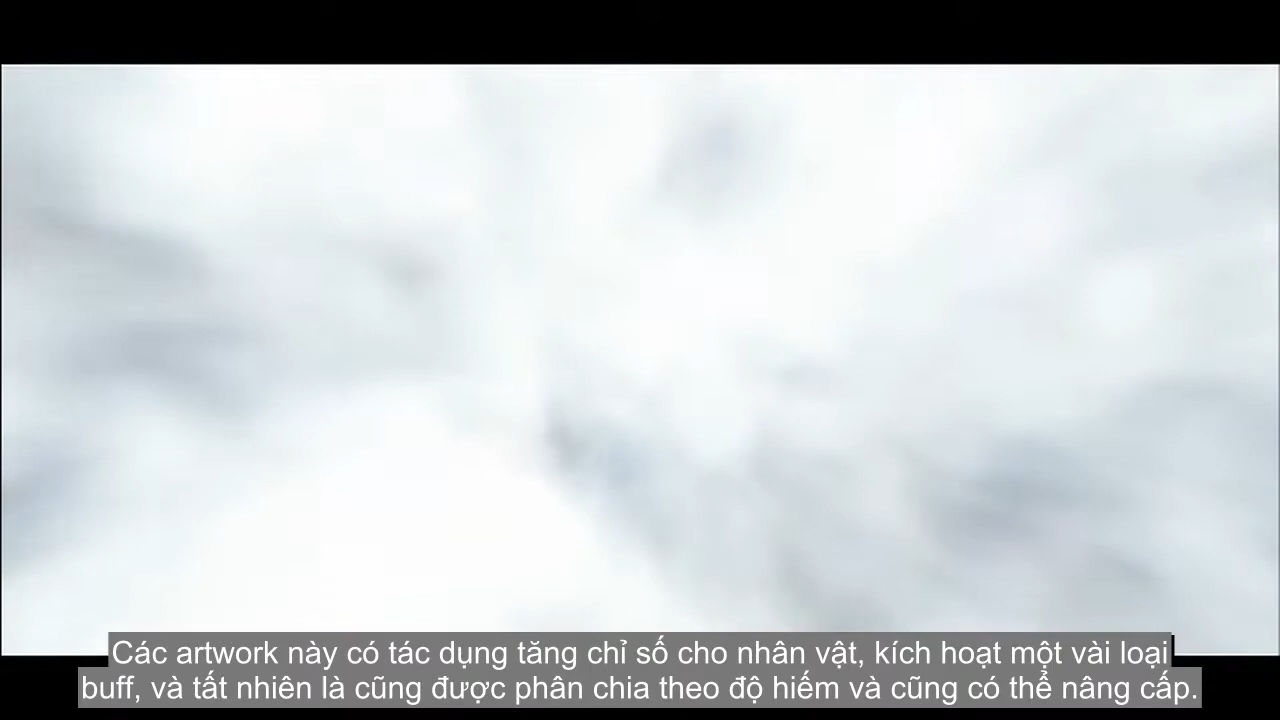 Các artwork này có tác dụng tăng chỉ số cho nhân vật, kích hoạt một vài loại
buff, và tất nhiên là cũng được phân chia theo độ hiếm và cũng có thể nâng cấp.